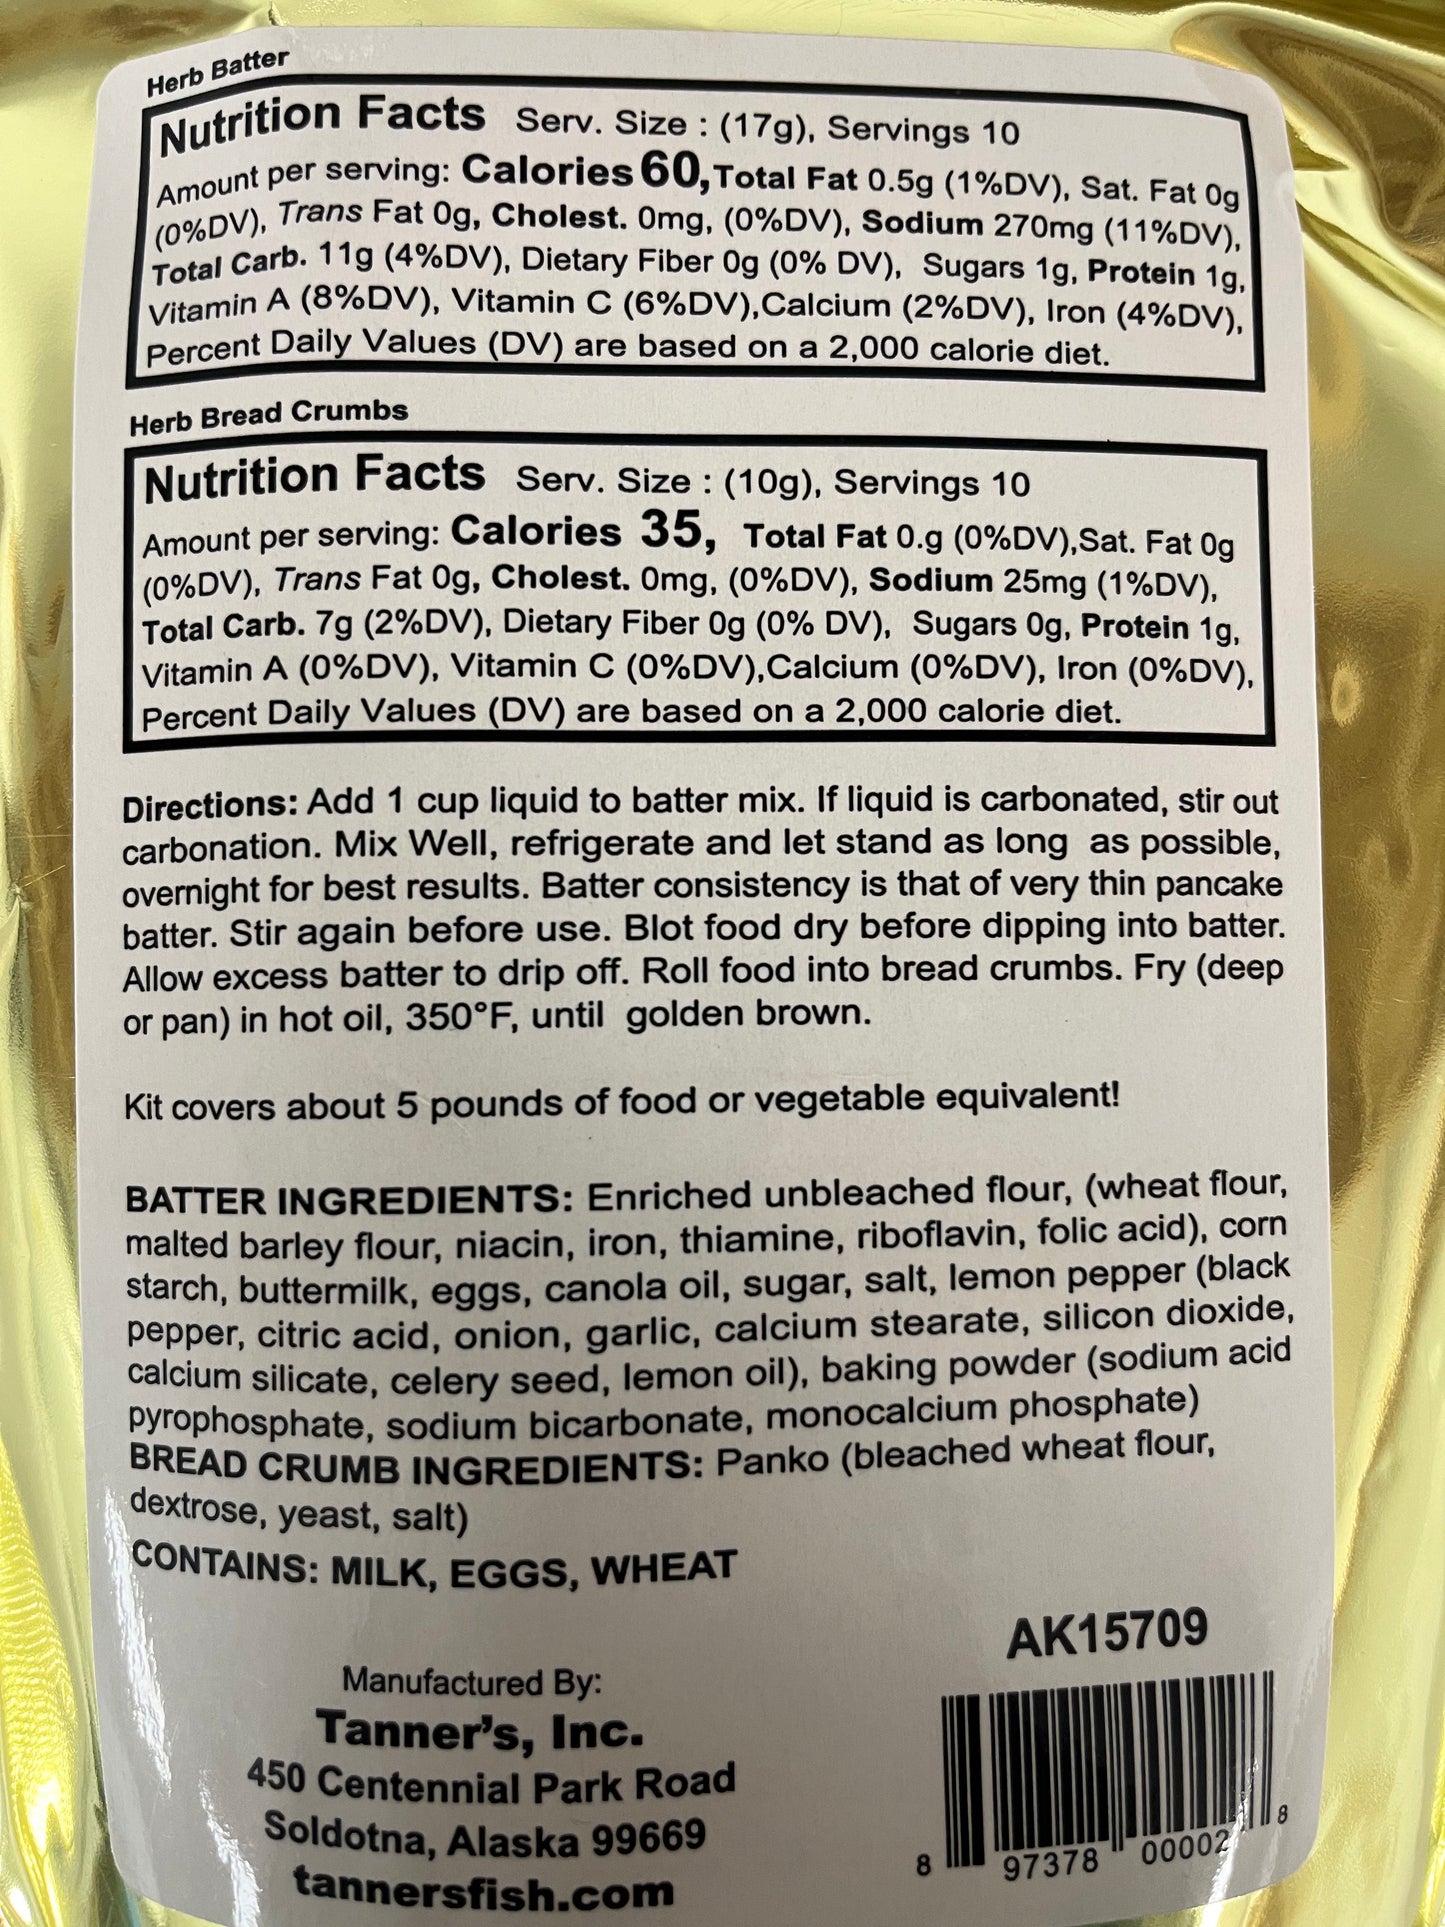 Herb Batter
Nutrition Facts Serv. Size : (17g), Servings 10
Amount per serving: Calories 60, Total Fat 0.5g (1%DV), Sat. Fat 0g
(0%DV), Trans Fat 0g, Cholest. 0mg, (0%DV), Sodium 270mg (11%DV),
Total Carb. 11g (4%DV), Dietary Fiber 0g (0% DV), Sugars 1g, Protein 1g,
Vitamin A (8%DV), Vitamin C (6%DV),Calcium (2%DV), Iron (4%DV),
Percent Daily Values (DV) are based on a 2,000 calorie diet.
Herb Bread Crumbs
Nutrition Facts Serv. Size : (10g), Servings 10
Amount per serving: Calories 35, Total Fat 0.g (0%DV),Sat. Fat 0g
(0%DV), Trans Fat 0g, Cholest. 0mg, (0%DV), Sodium 25mg (1%DV),
Total Carb. 7g (2%DV), Dietary Fiber 0g (0% DV), Sugars 0g, Protein 1g,
Vitamin A (0%DV), Vitamin C (0%DV),Calcium (0%DV), Iron (0%DV),
Percent Daily Values (DV) are based on a 2,000 calorie diet.
Directions: Add 1 cup liquid to batter mix. If liquid is carbonated, stir out
carbonation. Mix Well, refrigerate and let stand as long as possible,
overnight for best results. Batter consistency is that of very thin pancake
batter. Stir again before use. Blot food dry before dipping into batter.
Allow excess batter to drip off. Roll food into bread crumbs. Fry (deep
or pan) in hot oil, 350°F, until golden brown.
Kit covers about 5 pounds of food or vegetable equivalent!
BATTER INGREDIENTS: Enriched unbleached flour, (wheat flour,
malted barley flour, niacin, iron, thiamine, riboflavin, folic acid), corn
starch, buttermilk, eggs, canola oil, sugar, salt, lemon pepper (black
pepper, citric acid, onion, garlic, calcium stearate, silicon dioxide,
calcium silicate, celery seed, lemon oil), baking powder (sodium acid
pyrophosphate, sodium bicarbonate, monocalcium phosphate)
BREAD CRUMB INGREDIENTS: Panko (bleached wheat flour,
dextrose, yeast, salt)
CONTAINS: MILK, EGGS, WHEAT
AK15709
Manufactured By:
Tanner's, Inc.
450 Centennial Park Road
Soldotna, Alaska 99669
tannersfish.com
8 97378 00002 8